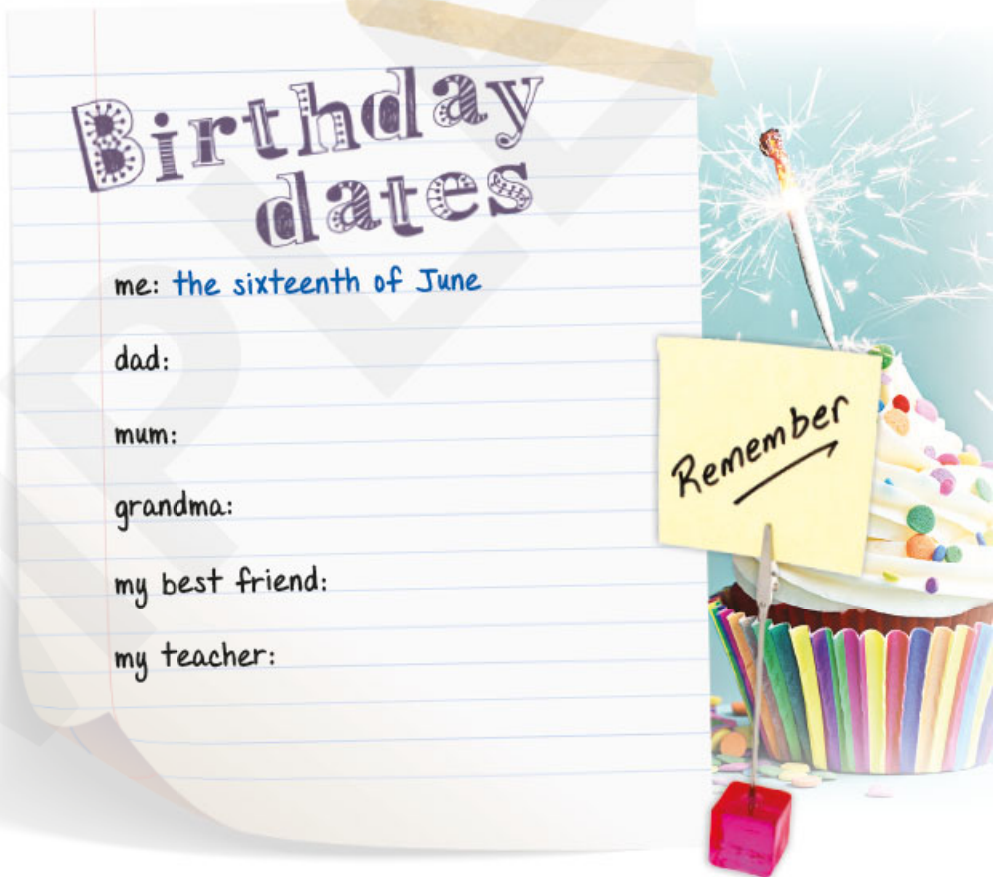 Birthday
dates
me: the sixteenth of June
dad:
mum:
grandma:
my best friend:
my teacher:
Remember